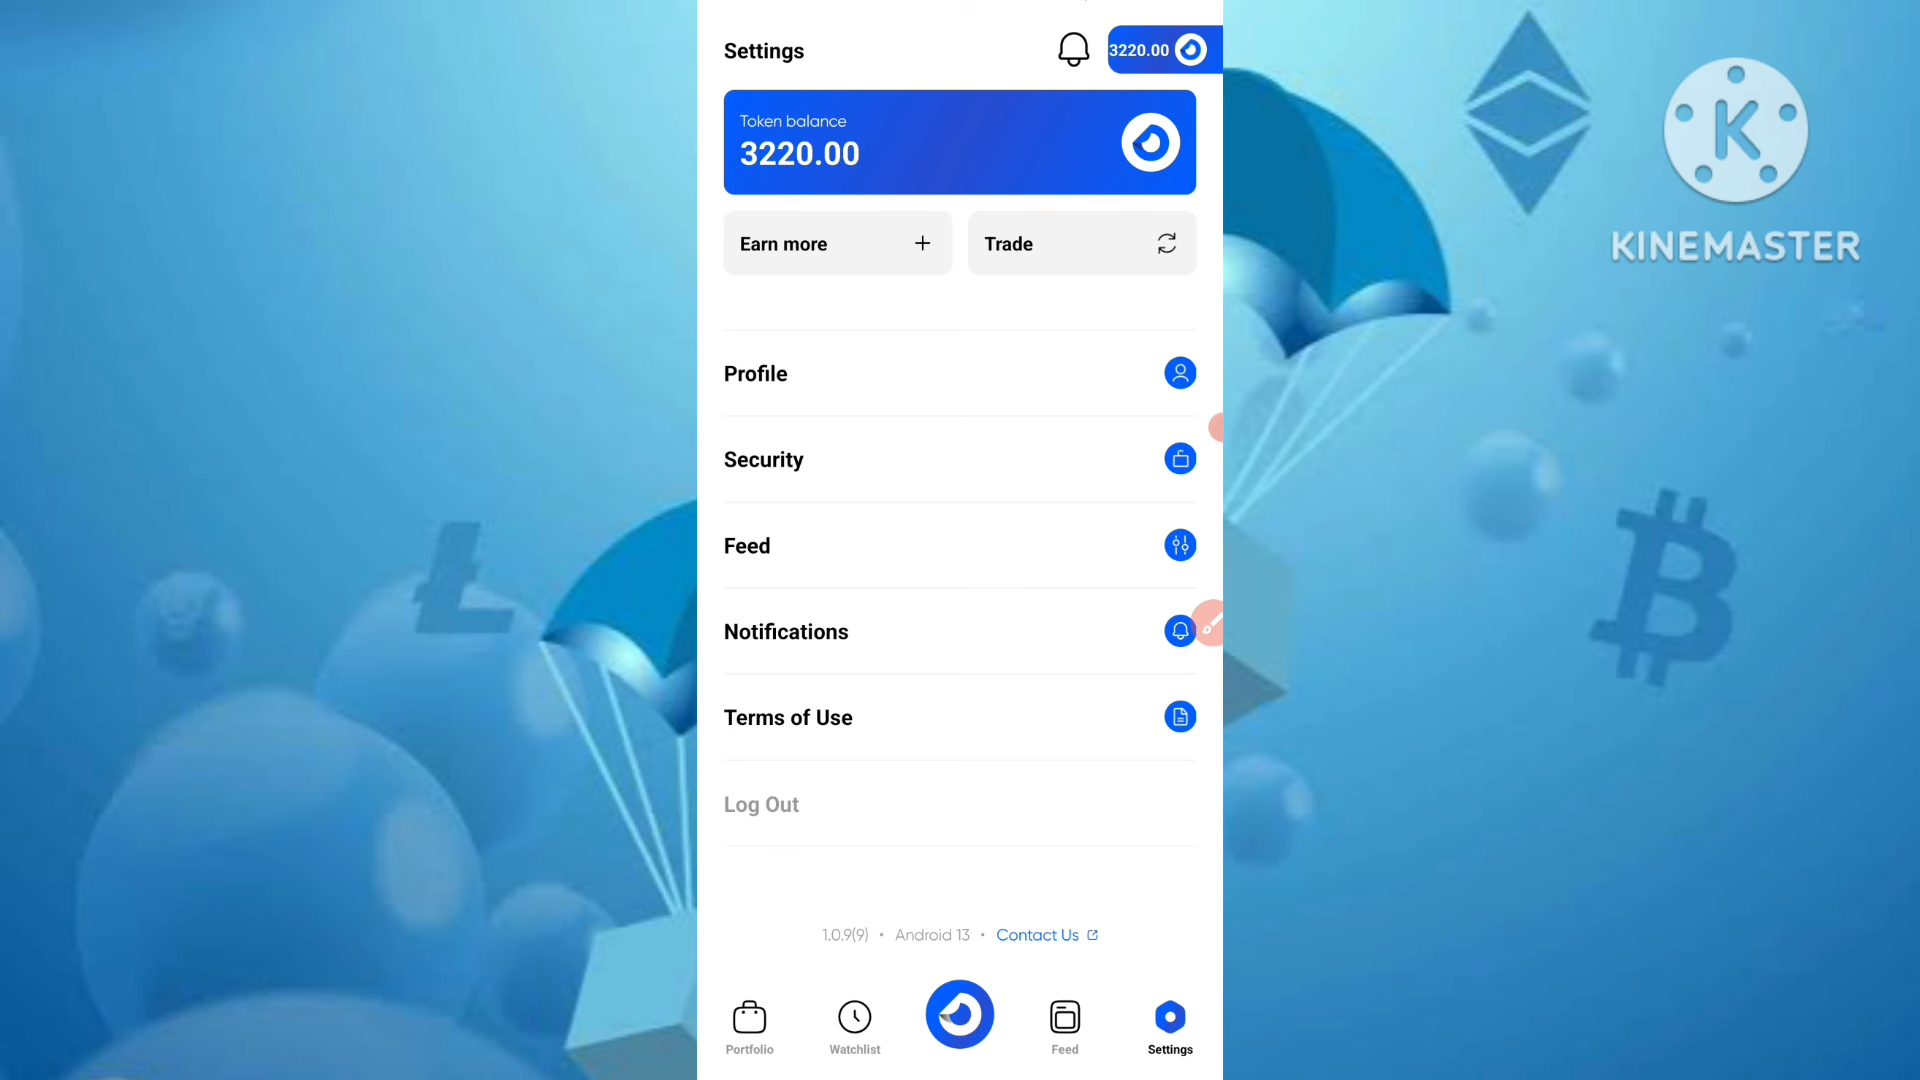 Settings
3220.00
Token balance
3220.00
Earn more
Trade
Profile
Security
Feed
Notifications
Terms of Use
Log Out
1.0.9(9) • Android 13 • Contact Us
Portfolio
Watchlist
Feed
Settings
K
KINEMASTER